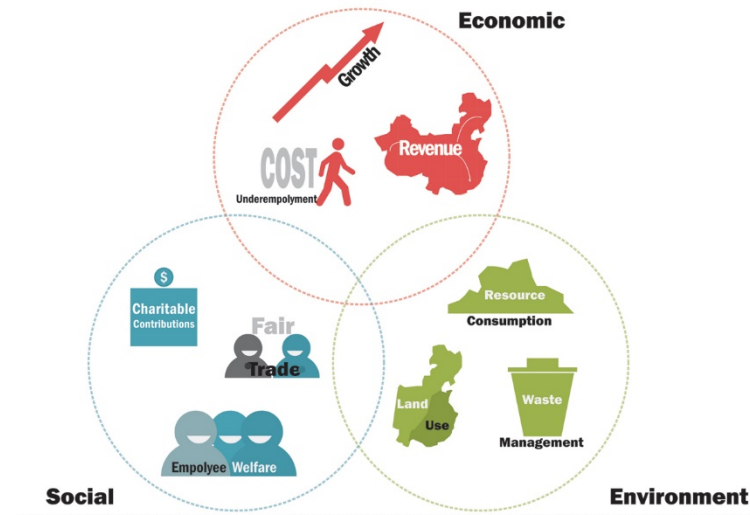 Economic
Growth
COST
Underempolyment
Revenue
$
Charitable
Contributions
Fair
Trade
Empolyee Welfare
Social
Resource
Consumption
Land
Use
Waste
Management
Environment